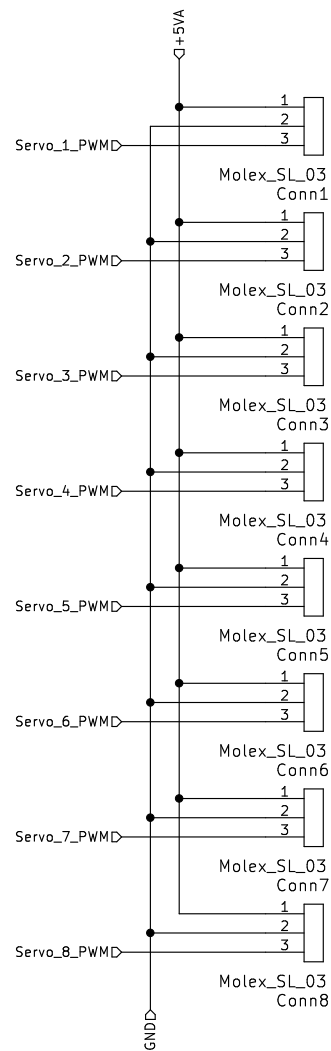 +5VA
1
2
Servo_1_PWM 3
Molex_SL_03
Conn1
1
2
Servo_2_PWM 3
Molex_SL_03
Conn2
1
2
Servo_3_PWM 3
Molex_SL_03
Conn3
1
2
Servo_4_PWM 3
Molex_SL_03
Conn4
1
2
Servo_5_PWM 3
Molex_SL_03
Conn5
1
2
Servo_6_PWM 3
Molex_SL_03
Conn6
1
2
Servo_7_PWM 3
Molex_SL_03
Conn7
1
2
Servo_8_PWM 3
Molex_SL_03
Conn8
GND